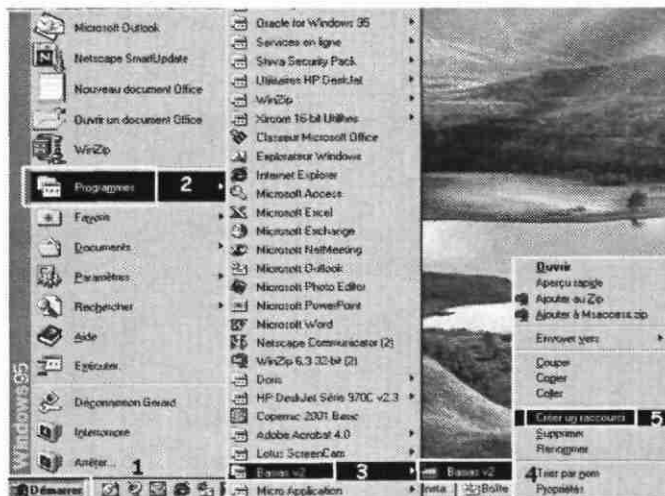 Microsoft Outlook
Netscape SmartUpdate
Nouveau document Office
Ouvrir un document Office
WinZip
Programmes 2
Favoris
Documents
Paramètres
Rechercher
Aide
Exécuter...
Déconnexion Gerard
Interrompre
Arrêter... 1
Windows95
Démarrer
Oracle for Windows 95
Services en ligne
Shiva Security Pack
Utilitaires HP DeskJet
WinZip
Xircom 16-bit Utilities
Classeur Microsoft Office
Explorateur Windows
Internet Explorer
Microsoft Access
Microsoft Excel
Microsoft Exchange
Microsoft NetMeeting
Microsoft Outlook
Microsoft Photo Editor
Microsoft PowerPoint
Microsoft Word
Netscape Communicator (2)
WinZip 6.3 32-bit (2)
Doris
HP DeskJet Série 970C v2.3
Copernic 2001 Basic
Adobe Acrobat 4.0
Lotus ScreenCam
Basias v2 3
Micro Application
Basias v2
Boîte
Ouvrir
Aperçu rapide
Ajouter au Zip
Ajouter à Msaccess.zip
Envoyer vers
Couper
Copier
Coller
Créer un raccourci 5
Supprimer
Renommer
4 Trier par nom
Propriétés